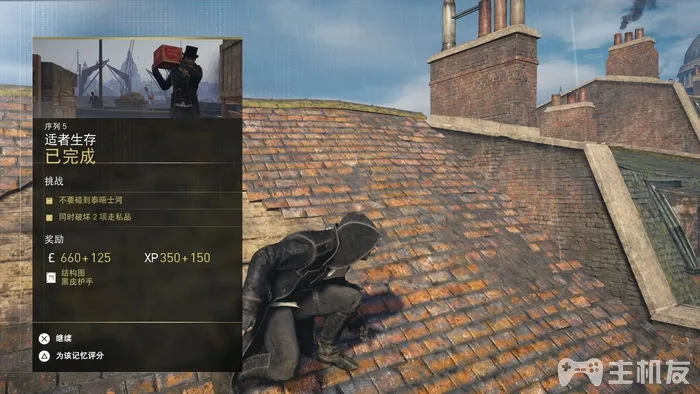 序列 5
适者生存
已完成
挑战
不要碰到泰晤士河
同时破坏 2 项走私品
奖励
£ 660+125 XP 350+150
结构图
黑皮护手
继续
为该记忆评分
主机友